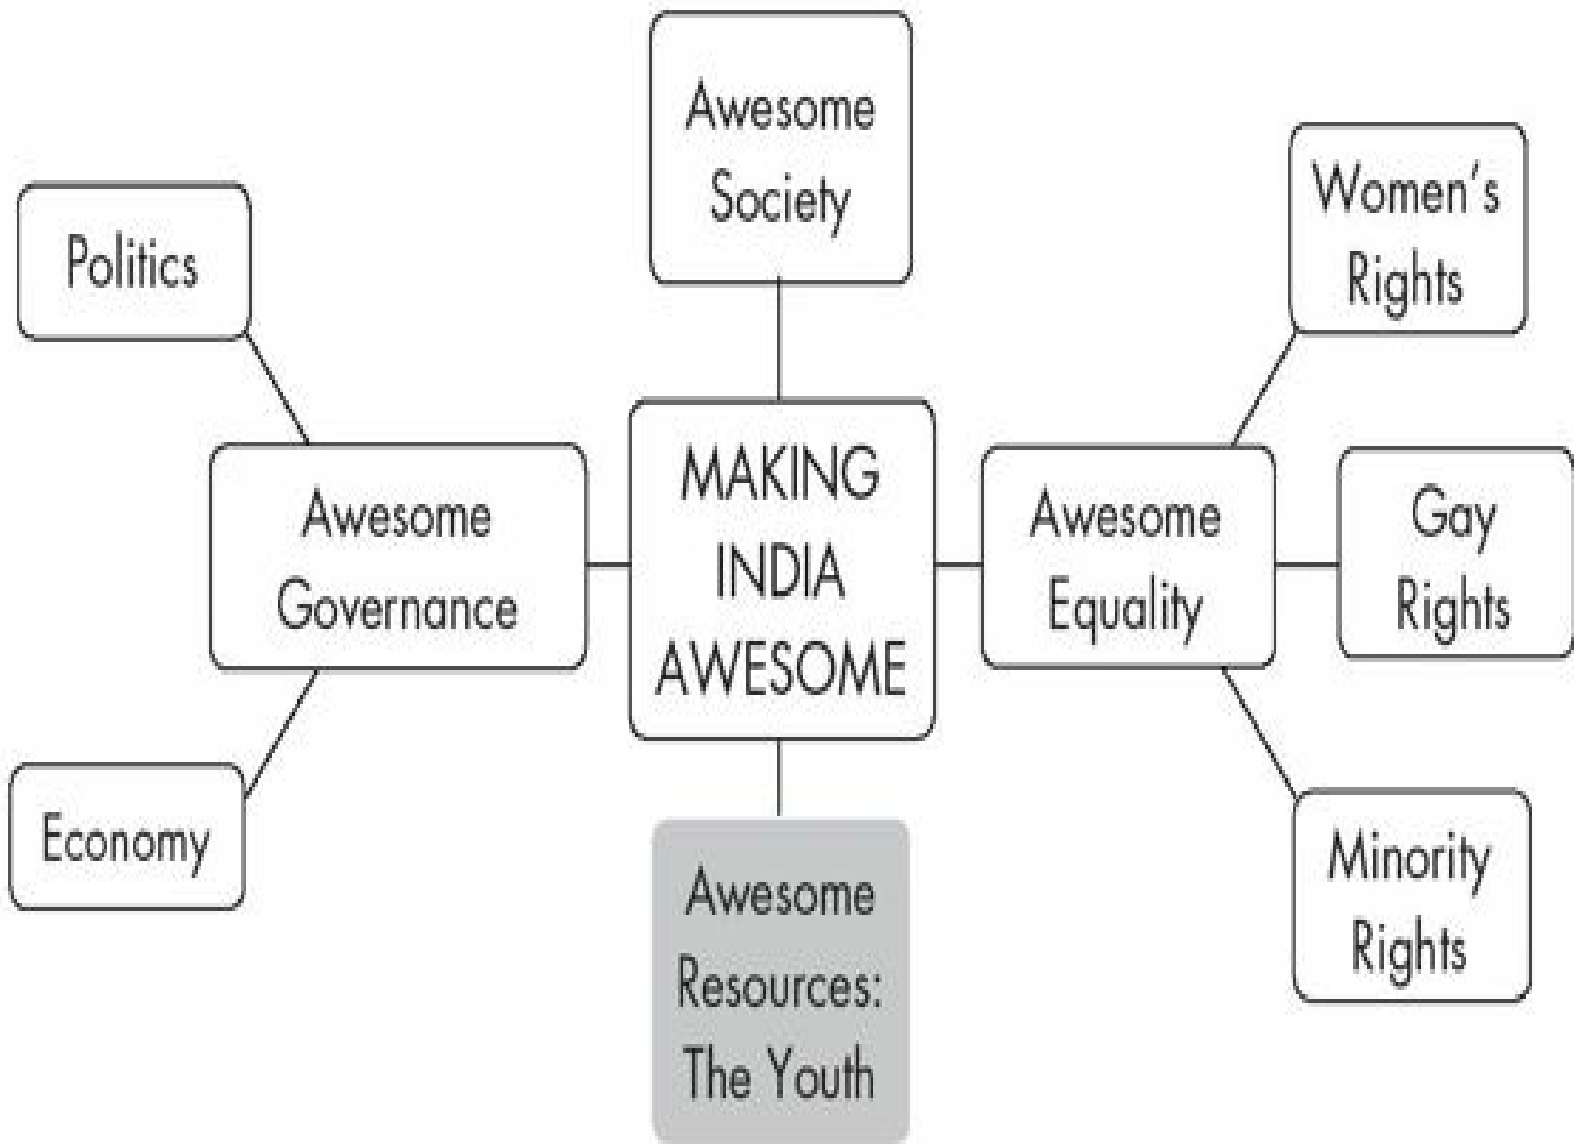 Awesome
Society
Women's
Rights
Politics
MAKING
INDIA
AWESOME
Awesome
Governance
Awesome
Equality
Gay
Rights
Economy
Minority
Rights
Awesome
Resources:
The Youth